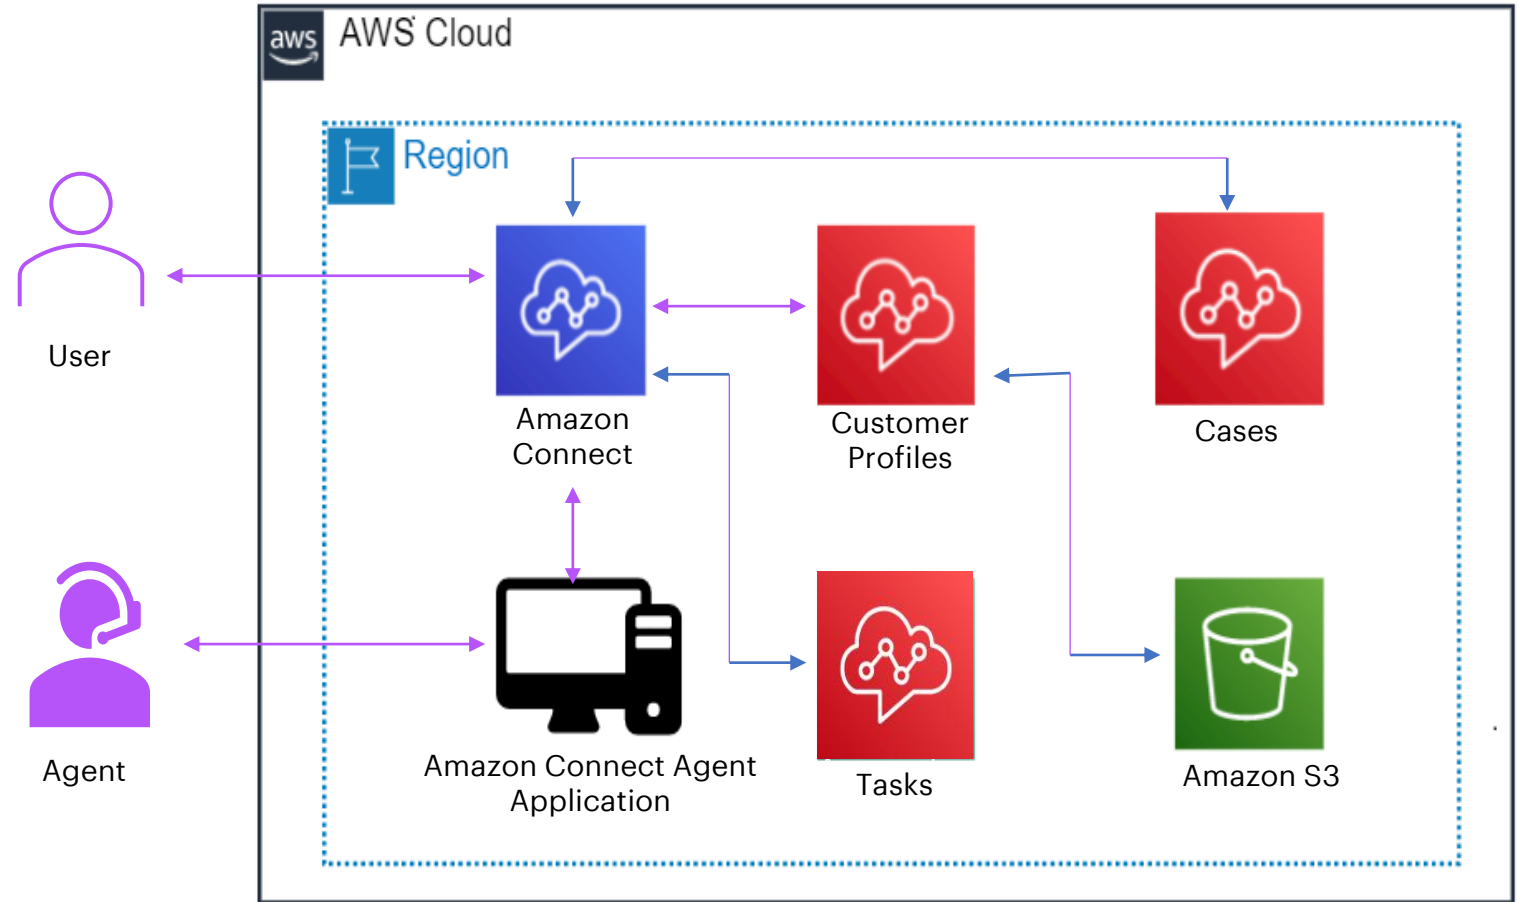 aws
AWS Cloud
Region
User
Amazon
Connect
Customer
Profiles
Cases
Agent
Amazon Connect Agent
Application
Tasks
Amazon S3